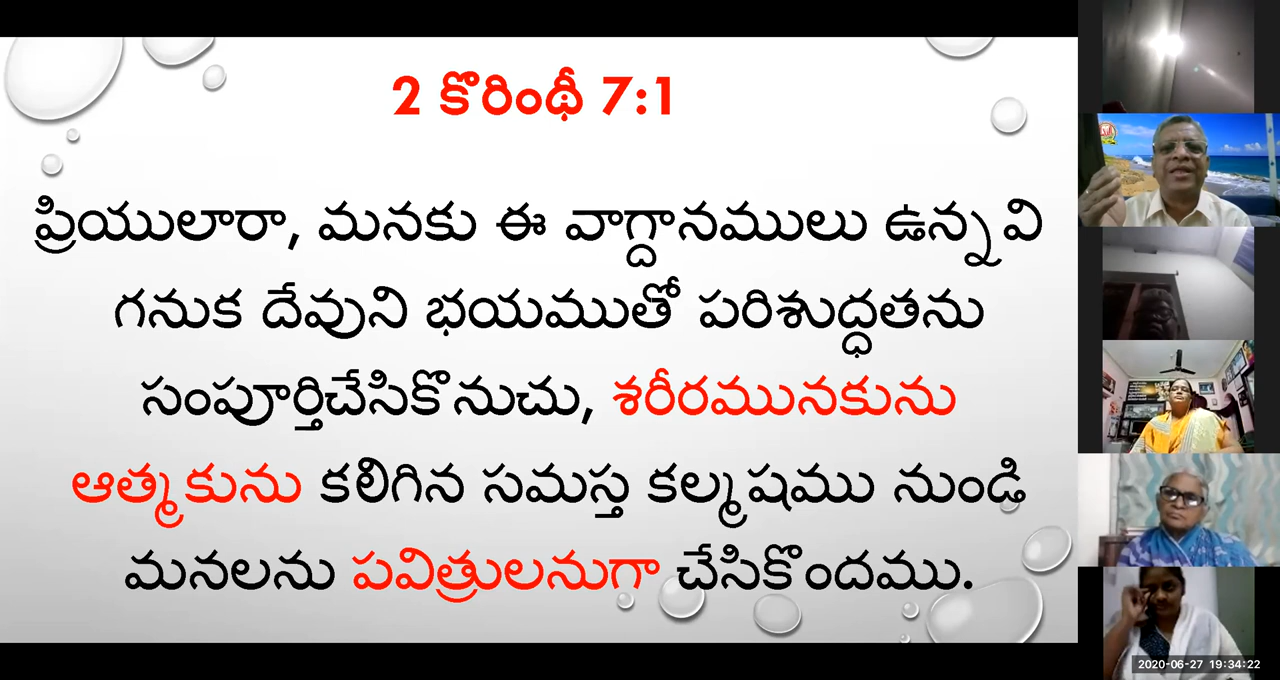 2 కొరింథీ 7:1
ప్రియులారా, మనకు ఈ వాగ్దానములు ఉన్నవి
గనుక దేవుని భయముతో పరిశుద్ధతను
సంపూర్తిచేసికొనుచు, శరీరమునకును
ఆత్మకును కలిగిన సమస్త కల్మషము నుండి
మనలను పవిత్రులనుగా చేసికొందము.
2020-06-27 19:34:22